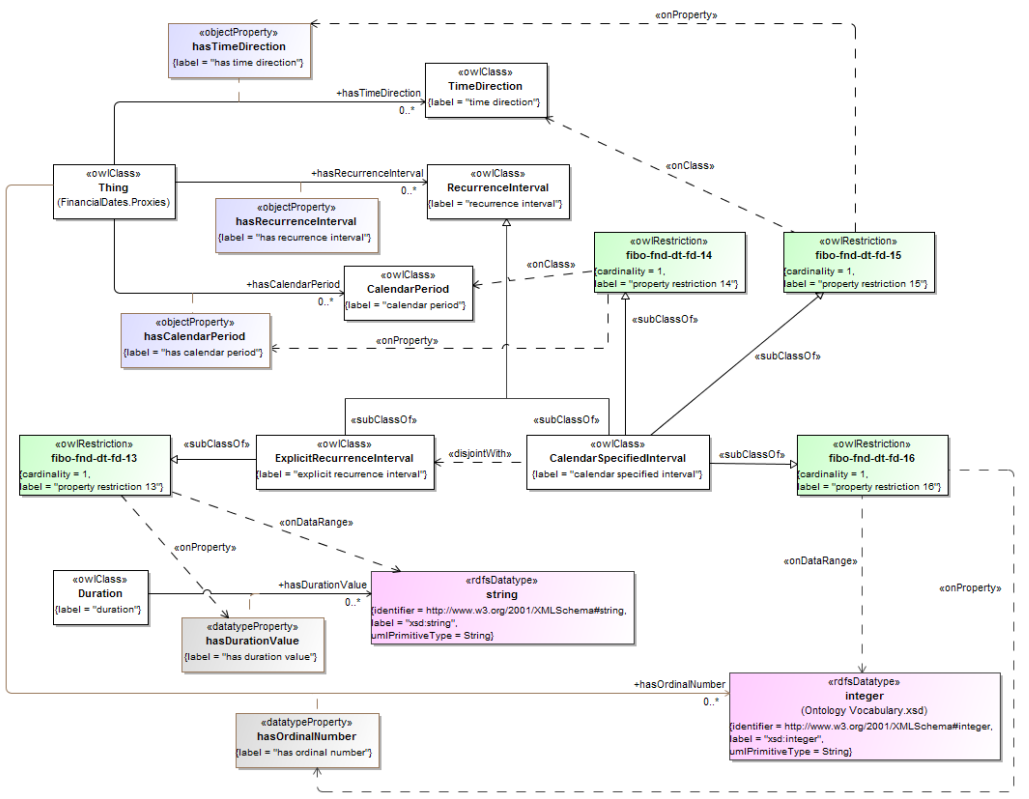 «objectProperty»
hasTimeDirection
{label = "has time direction"}
«onProperty»
«owlClass»
TimeDirection
{label = "time direction"}
+hasTimeDirection
0..*
«onClass»
«owlClass»
Thing
(FinancialDates.Proxies)
+hasRecurrenceInterval
0..*
«owlClass»
RecurrenceInterval
{label = "recurrence interval"}
«objectProperty»
hasRecurrenceInterval
{label = "has recurrence interval"}
«owlRestriction»
fibo-fnd-dt-fd-14
{cardinality = 1,
label = "property restriction 14"}
«owlRestriction»
fibo-fnd-dt-fd-15
{cardinality = 1,
label = "property restriction 15"}
«onClass»
+hasCalendarPeriod
0..*
«owlClass»
CalendarPeriod
{label = "calendar period"}
«objectProperty»
hasCalendarPeriod
{label = "has calendar period"}
«onProperty»
«subClassOf»
«subClassOf»
«subClassOf»
«subClassOf»
«owlRestriction»
fibo-fnd-dt-fd-13
{cardinality = 1,
label = "property restriction 13"}
«subClassOf»
«owlClass»
ExplicitRecurrenceInterval
{label = "explicit recurrence interval"}
«disjointWith»
«owlClass»
CalendarSpecifiedInterval
{label = "calendar specified interval"}
«subClassOf»
«owlRestriction»
fibo-fnd-dt-fd-16
{cardinality = 1,
label = "property restriction 16"}
«onDataRange»
«onProperty»
«onDataRange»
«onProperty»
«owlClass»
Duration
{label = "duration"}
+hasDurationValue
0..*
«rdfsDatatype»
string
{identifier = http://www.w3.org/2001/XMLSchema#string,
label = "xsd:string",
umlPrimitiveType = String}
«datatypeProperty»
hasDurationValue
{label = "has duration value"}
+hasOrdinalNumber
0..*
«rdfsDatatype»
integer
(Ontology Vocabulary.xsd)
{identifier = http://www.w3.org/2001/XMLSchema#integer,
label = "xsd:integer",
umlPrimitiveType = String}
«datatypeProperty»
hasOrdinalNumber
{label = "has ordinal number"}